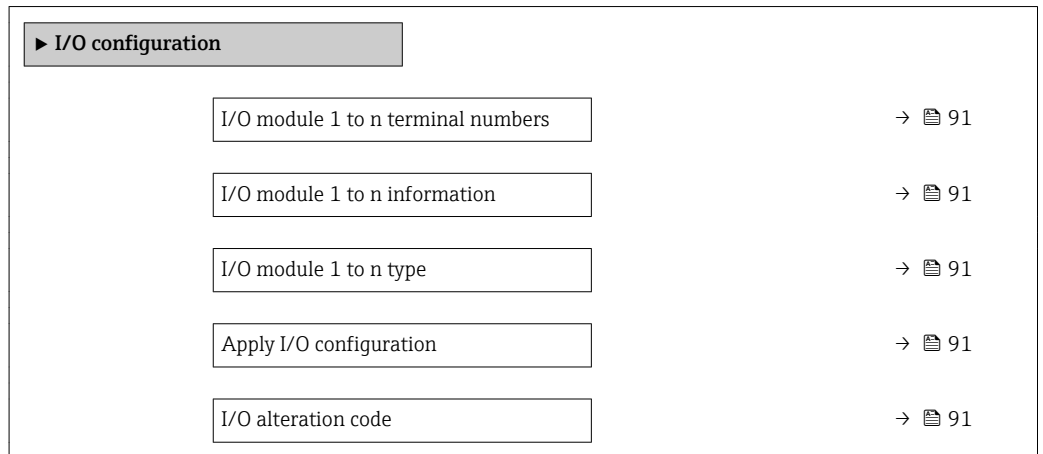 ► I/O configuration
I/O module 1 to n terminal numbers → 91
I/O module 1 to n information → 91
I/O module 1 to n type → 91
Apply I/O configuration → 91
I/O alteration code → 91